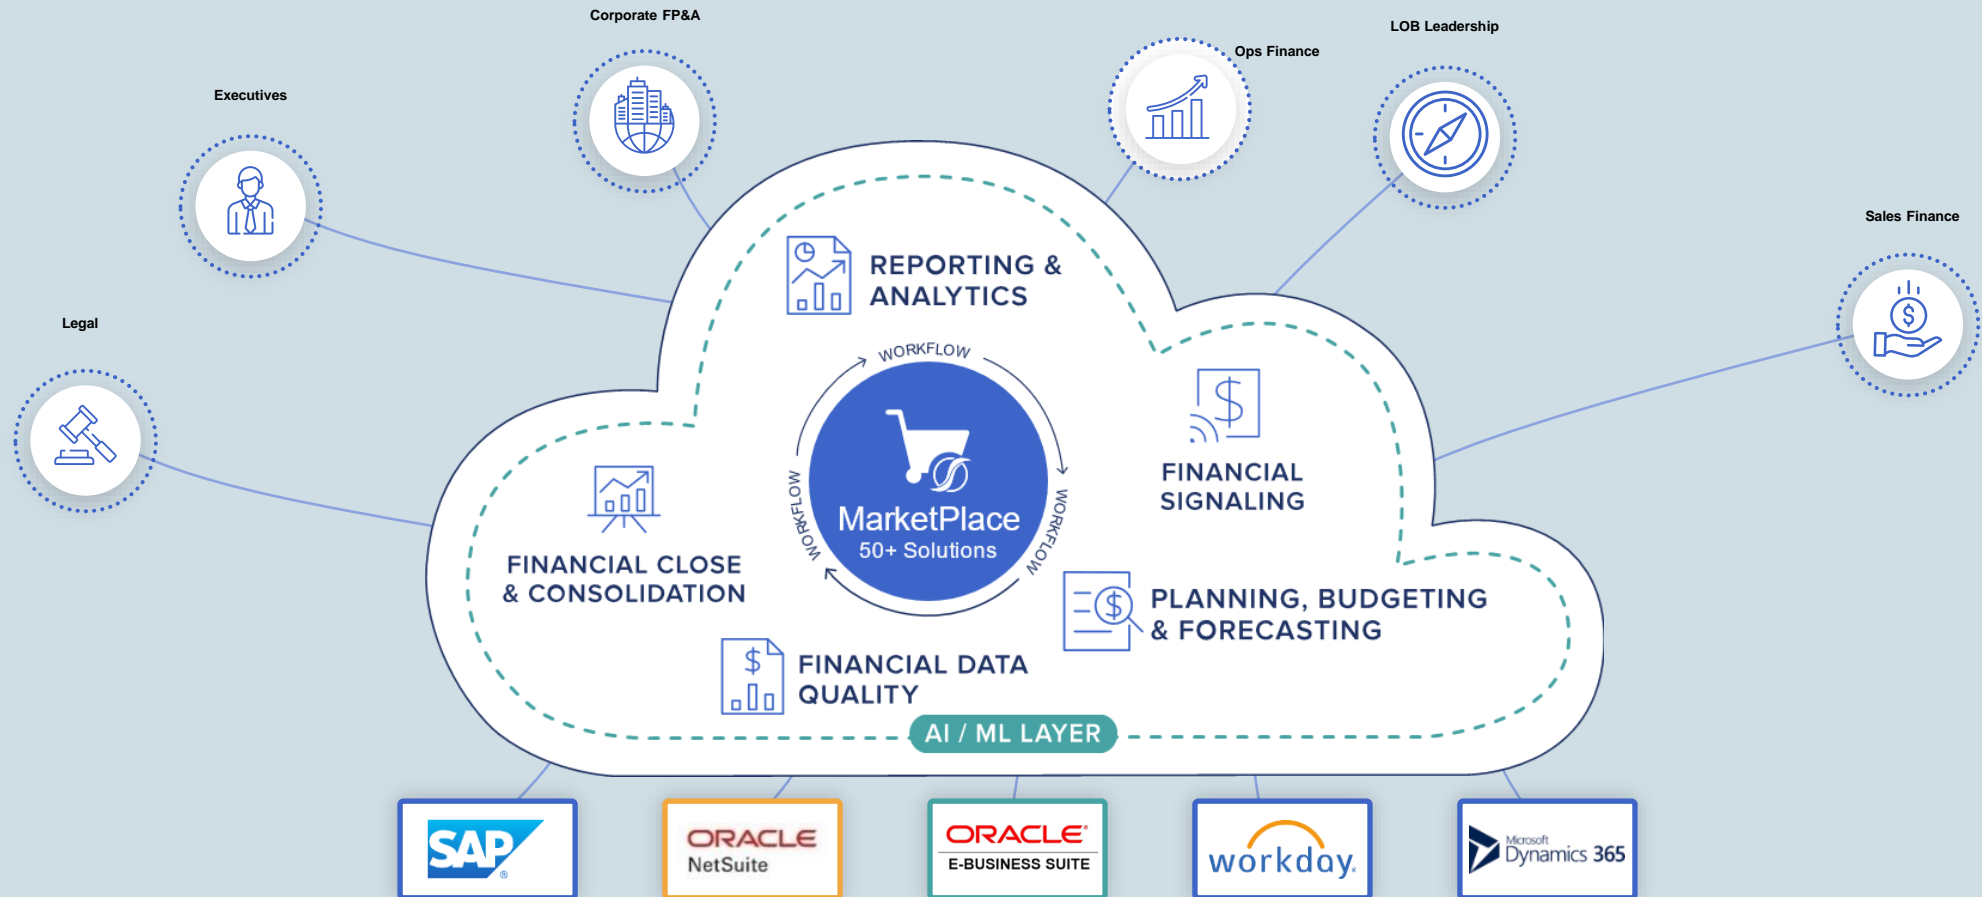 Corporate FP&A
LOB Leadership
Ops Finance
Executives
Sales Finance
Legal
REPORTING &
ANALYTICS
WORKFLOW
WORKFLOW
WORKFLOW
MarketPlace
50+ Solutions
FINANCIAL
SIGNALING
FINANCIAL CLOSE
& CONSOLIDATION
PLANNING, BUDGETING
& FORECASTING
$
$
$
$
FINANCIAL DATA
QUALITY
AI / ML LAYER
SAP®
ORACLE
NetSuite
ORACLE®
E-BUSINESS SUITE
workday.
Microsoft
Dynamics 365